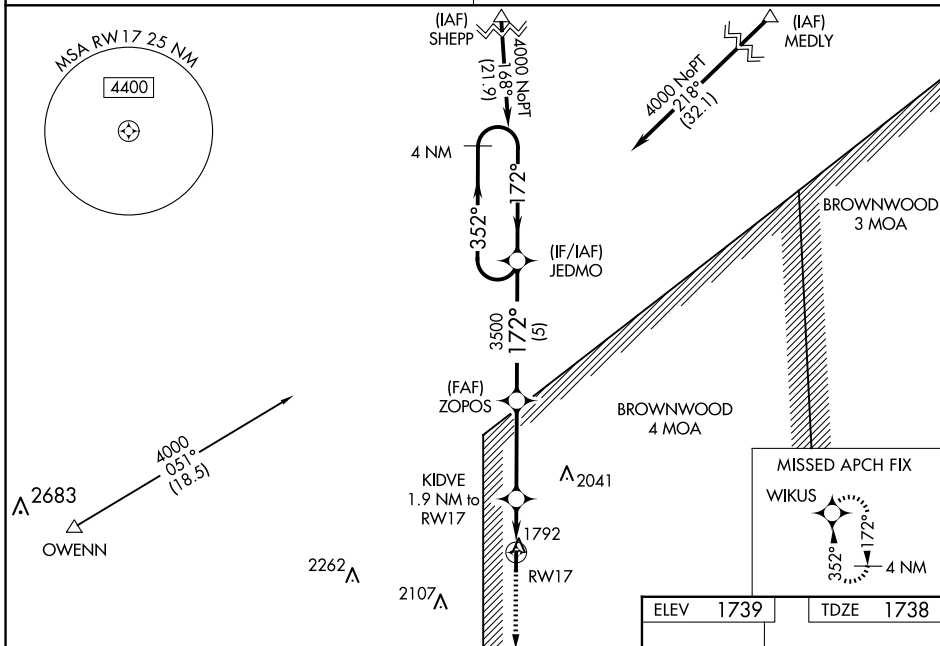 MSA RW17 25 NM
4400
(IAF)
SHEPP
4000 NoPT
168°
(21.9)
(IAF)
MEDLY
4000 NoPT
218°
(32.1)
4 NM
172°
352°
(IF/IAF)
JEDMO
BROWNWOOD
3 MOA
3500
172°
(5)
(FAF)
ZOPOS
BROWNWOOD
4 MOA
4000
051°
(18.5)
2683
OWENN
KIDVE
1.9 NM to
RW17
2041
1792
RW17
2262
2107
MISSED APCH FIX
WIKUS
352°
172°
4 NM
ELEV 1739
TDZE 1738